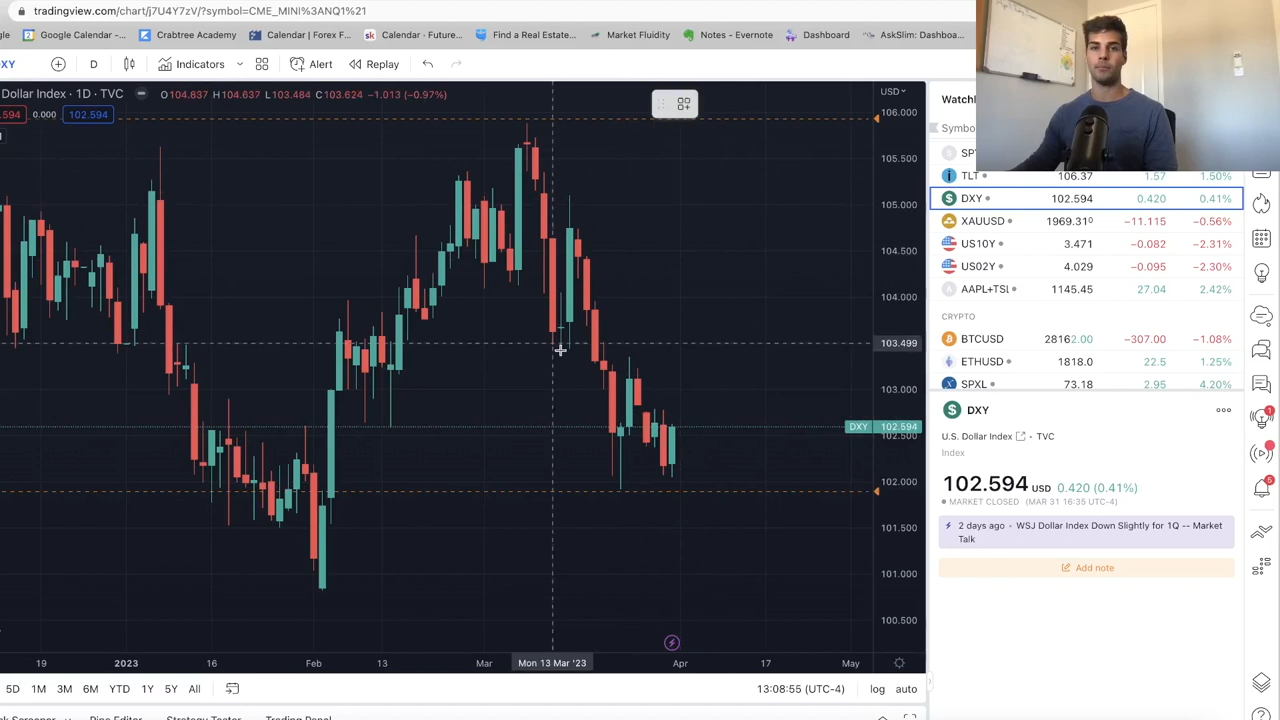 tradingview.com/chart/j7U4Y7zV/?symbol=CME_MINI%3ANQ1%21
gle Google Calendar -... Crabtree Academy Calendar | Forex F... Calendar : Future... Find a Real Estate... Market Fluidity Notes - Evernote Dashboard AskSlim: Dashboa...
DXY D Indicators Alert Replay
Dollar Index · 1D · TVC O104.837 H104.637 L103.484 C103.624 −1.013 (−0.97%)
.594 0.000 102.594
USD
106.000
105.500
105.000
104.500
104.000
103.499
103.000
DXY 102.594
102.500
102.000
101.500
101.000
100.500
19 2023 16 Feb 13 Mar Mon 13 Mar '23 Apr 17 May
5D 1M 3M 6M YTD 1Y 5Y All 13:08:55 (UTC-4) log auto
Pine Editor Strategy Tester Trading Panel
Watchl
Symbo
SP
TLT 106.37 1.57 1.50%
DXY 102.594 0.420 0.41%
XAUUSD 1969.310 −11.115 −0.56%
US10Y 3.471 −0.082 −2.31%
US02Y 4.029 −0.095 −2.30%
AAPL+TSL 1145.45 27.04 2.42%
CRYPTO
BTCUSD 28162.00 −307.00 −1.08%
ETHUSD 1818.0 22.5 1.25%
SPXL 73.18 2.95 4.20%
DXY
U.S. Dollar Index · TVC
Index
102.594 USD 0.420 (0.41%)
MARKET CLOSED (MAR 31 16:35 UTC-4)
2 days ago · WSJ Dollar Index Down Slightly for 1Q -- Market
Talk
Add note
1
5